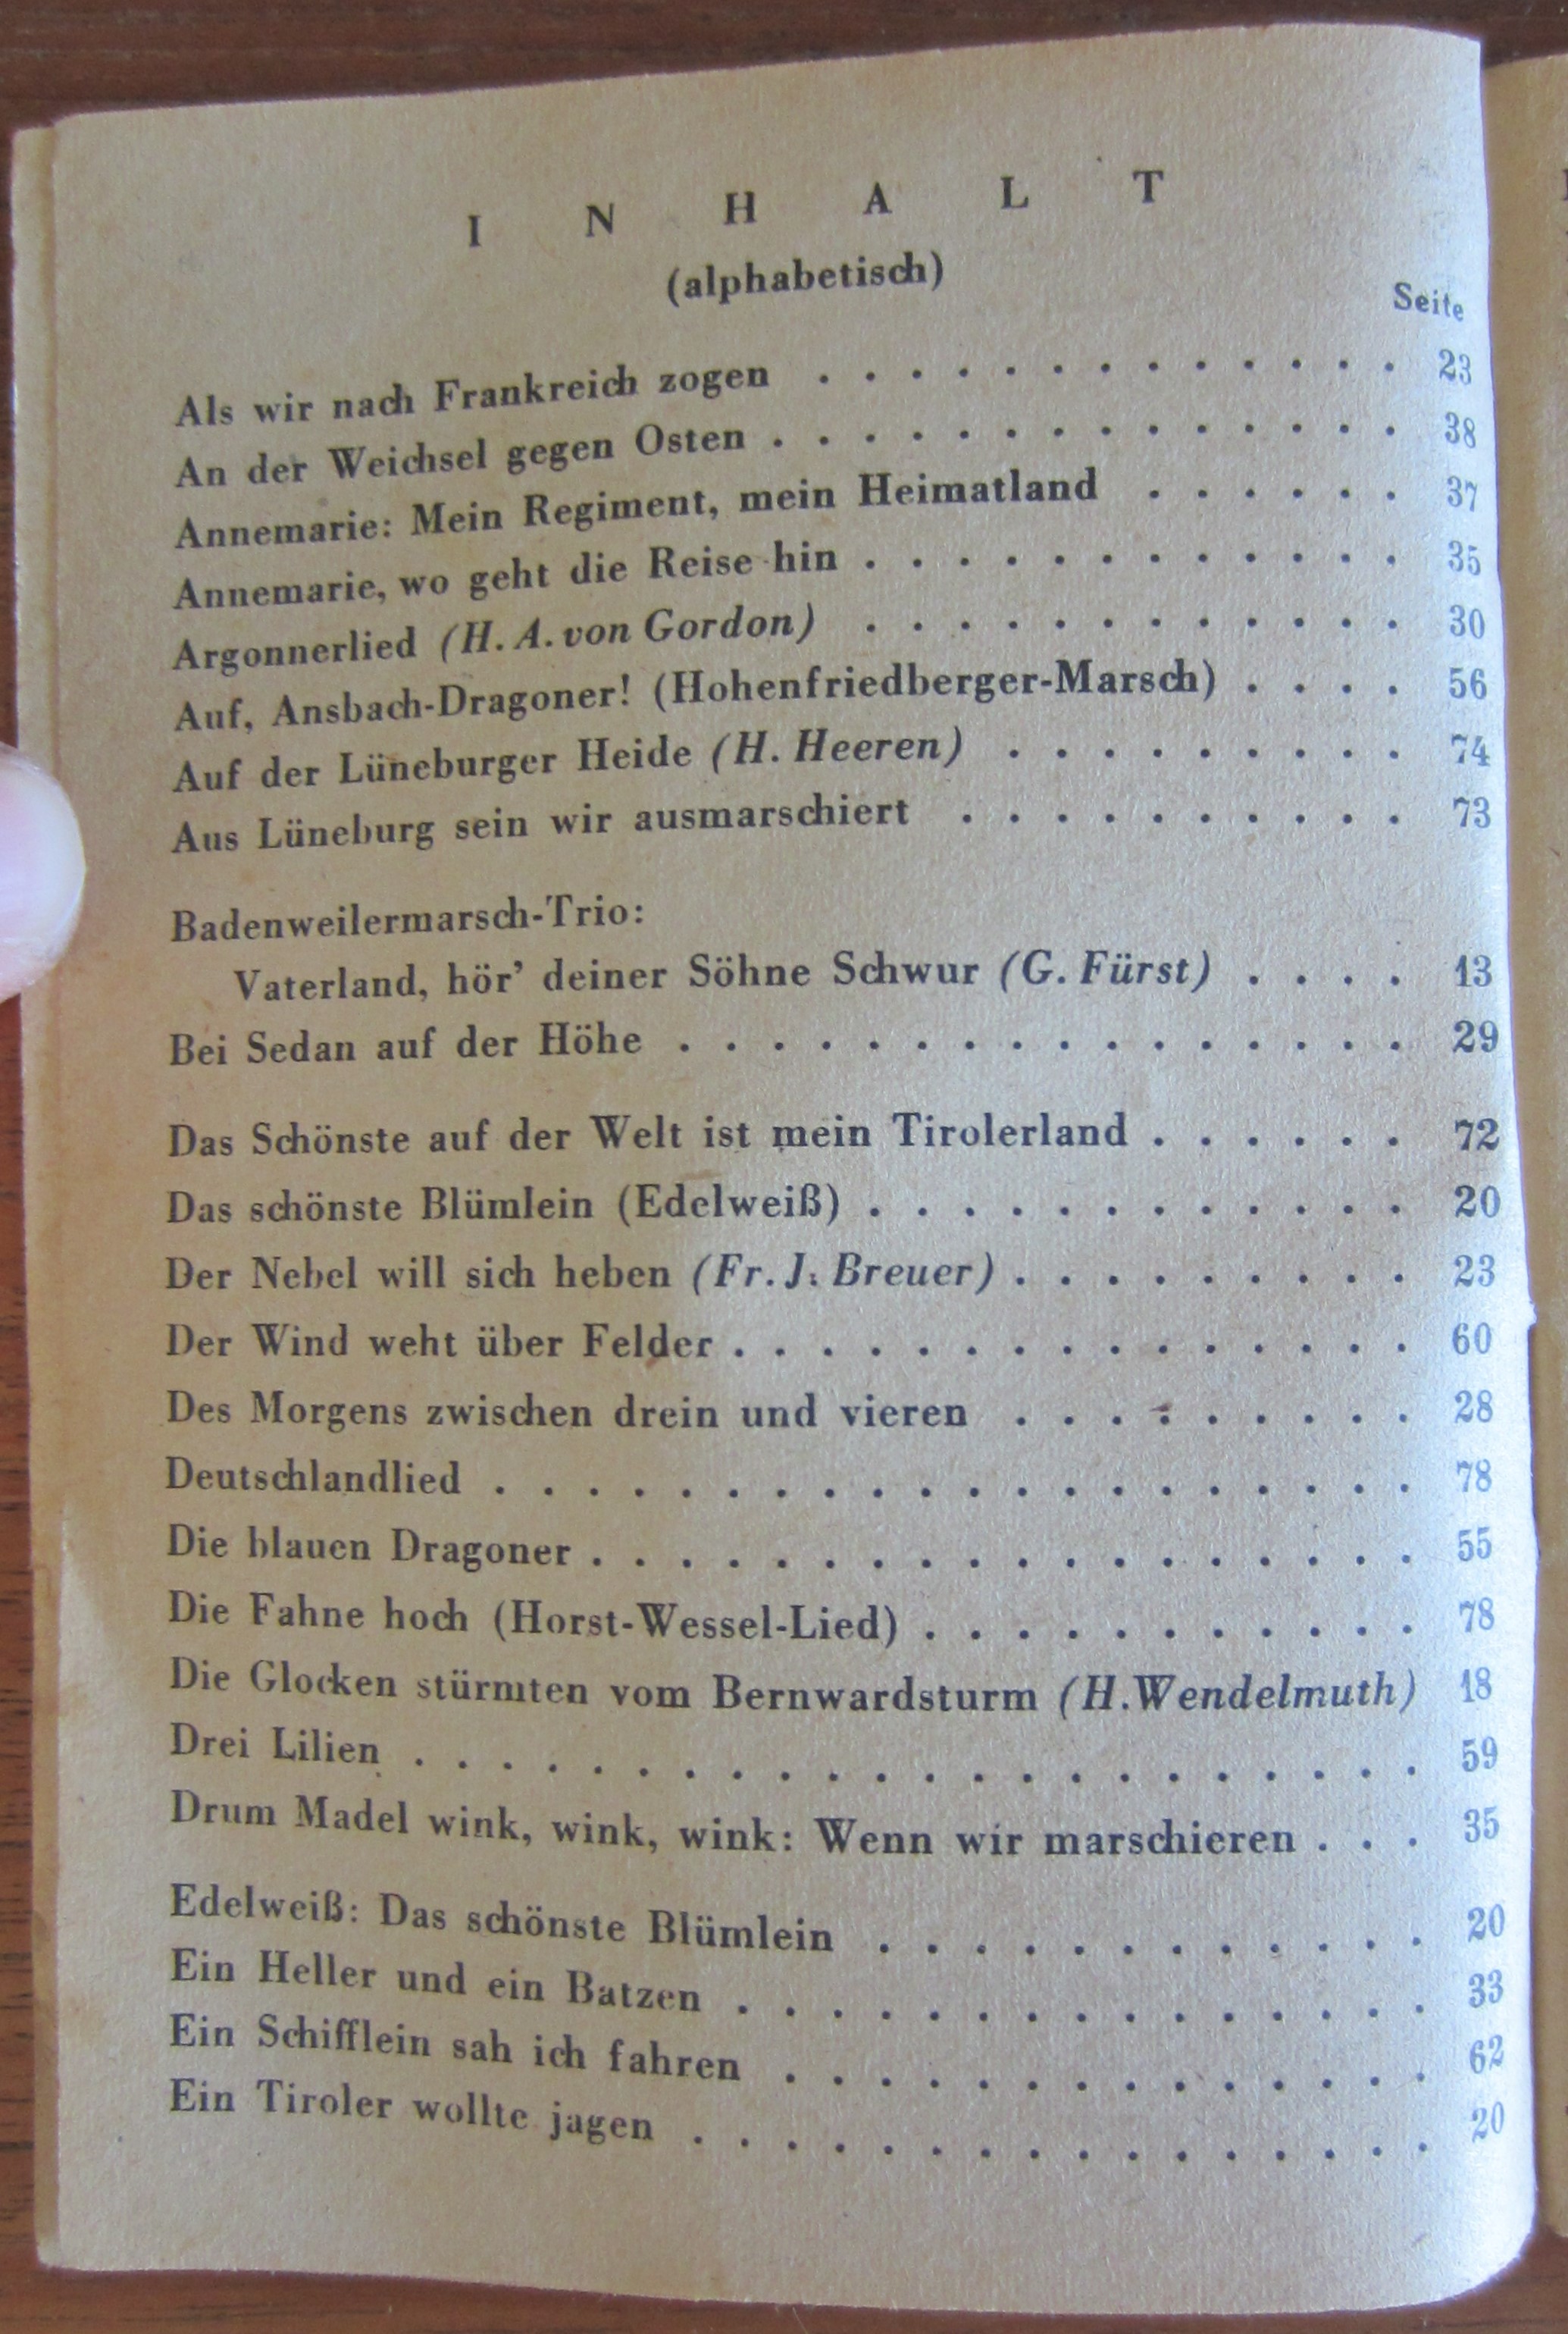 I N H A L T
(alphabetisch)
Seite
Als wir nach Frankreich zogen . . . . . . . . . . . . . 23
An der Weichsel gegen Osten . . . . . . . . . . . . . . 38
Annemarie: Mein Regiment, mein Heimatland . . . . . . 37
Annemarie, wo geht die Reise hin . . . . . . . . . . . . 35
Argonnerlied (H. A. von Gordon) . . . . . . . . . . . . 30
Auf, Ansbach-Dragoner! (Hohenfriedberger-Marsch) . . . . 56
Auf der Lüneburger Heide (H. Heeren) . . . . . . . . . 74
Aus Lüneburg sein wir ausmarschiert . . . . . . . . . . 73
Badenweilermarsch-Trio:
Vaterland, hör' deiner Söhne Schwur (G. Fürst) . . . . 13
Bei Sedan auf der Höhe . . . . . . . . . . . . . . . . 29
Das Schönste auf der Welt ist mein Tirolerland . . . . . . 72
Das schönste Blümlein (Edelweiß) . . . . . . . . . . . . 20
Der Nebel will sich heben (Fr. J. Breuer) . . . . . . . . . 23
Der Wind weht über Felder . . . . . . . . . . . . . . . 60
Des Morgens zwischen drein und vieren . . . . . . . . . 28
Deutschlandlied . . . . . . . . . . . . . . . . . . . . 78
Die blauen Dragoner . . . . . . . . . . . . . . . . . . 55
Die Fahne hoch (Horst-Wessel-Lied) . . . . . . . . . . . 78
Die Glocken stürmten vom Bernwardsturm (H. Wendelmuth) 18
Drei Lilien . . . . . . . . . . . . . . . . . . . . . . 59
Drum Madel wink, wink, wink: Wenn wir marschieren . . . 35
Edelweiß: Das schönste Blümlein . . . . . . . . . . . . 20
Ein Heller und ein Batzen . . . . . . . . . . . . . . . 33
Ein Schifflein sah ich fahren . . . . . . . . . . . . . . 62
Ein Tiroler wollte jagen . . . . . . . . . . . . . . . . 20